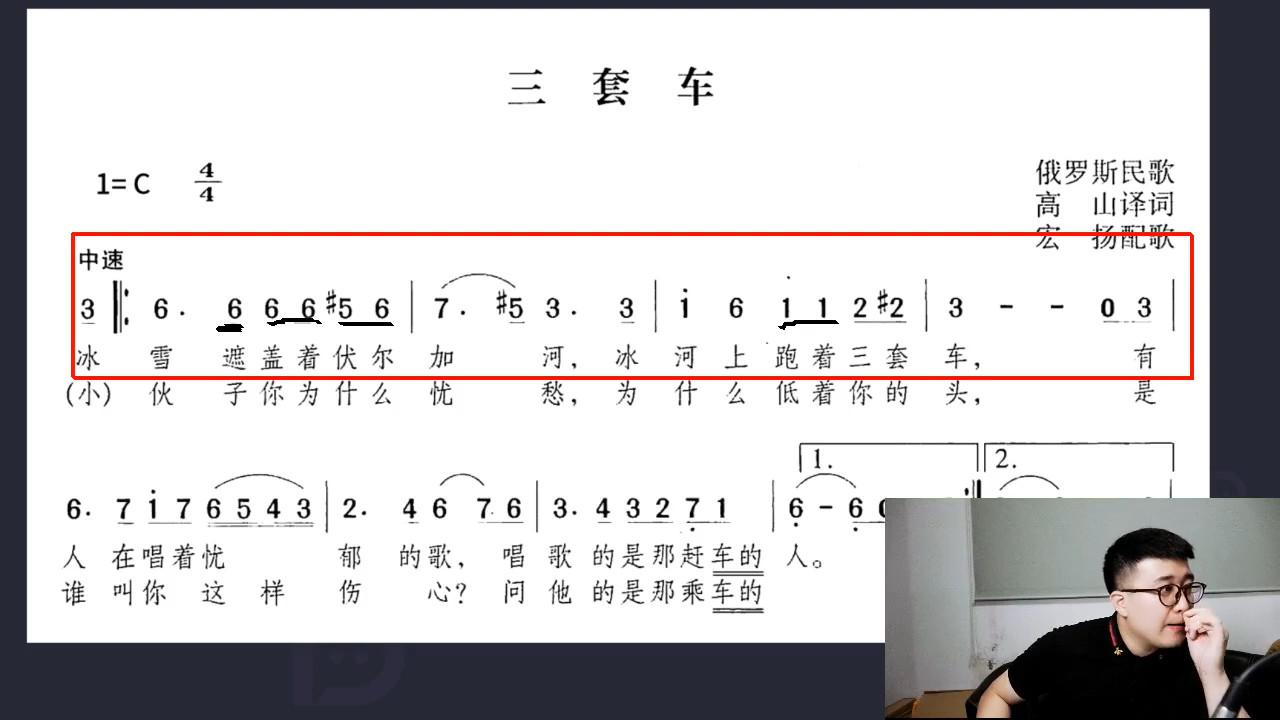 三 套 车
1= C 4/4
俄罗斯民歌
高 山译词
宏 扬配歌
中速
3 ‖: 6 . 6 6 6 #5 6 | 7 . #5 3 . 3 | i 6 i 1 2 #2 | 3 - - 0 3 |
冰 雪 遮 盖 着 伏 尔 加 河, 冰 河 上 跑 着 三 套 车, 有
(小) 伙 子 你 为 什 么 忧 愁, 为 什 么 低 着 你 的 头, 是
1. 2.
6 . 7 i 7 6 5 4 3 | 2 . 4 6 7 6 | 3 . 4 3 2 7 1 | 6 - 6
人 在 唱 着 忧 郁 的 歌, 唱 歌 的 是 那 赶 车 的 人。
谁 叫 你 这 样 伤 心? 问 他 的 是 那 乘 车 的